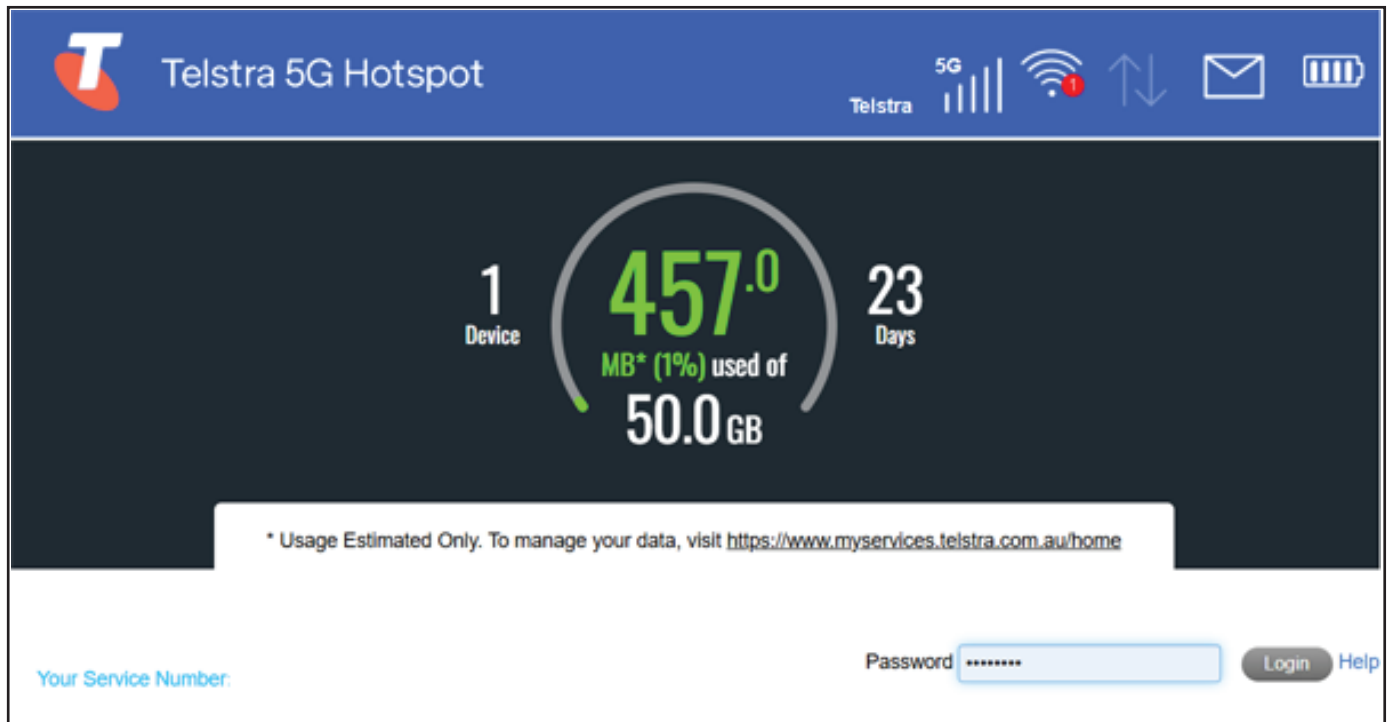 T
Telstra 5G Hotspot
5G
Telstra
1
1
Device
457.0
MB* (1%) used of
50.0 GB
23
Days
* Usage Estimated Only. To manage your data, visit https://www.myservices.telstra.com.au/home
Your Service Number:
Password ••••••••
Login
Help